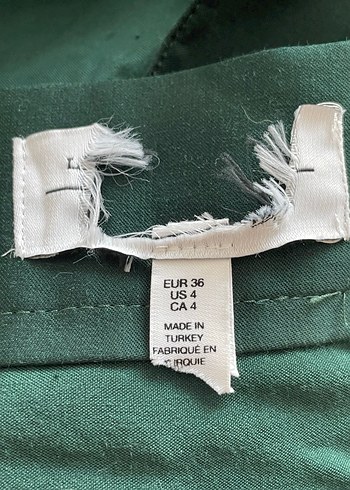 EUR 36
US 4
CA 4
MADE IN
TURKEY
FABRIQUÉ EN